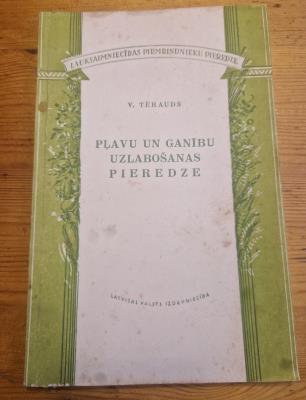 LAUKSAIMNIECĪBAS PIRMRINDNIEKU PIEREDZE
V. TĒRAUDS
PĻAVU UN GANĪBU
UZLABOŠANAS
PIEREDZE
LATVIJAS VALSTS IZDEVNIECĪBA